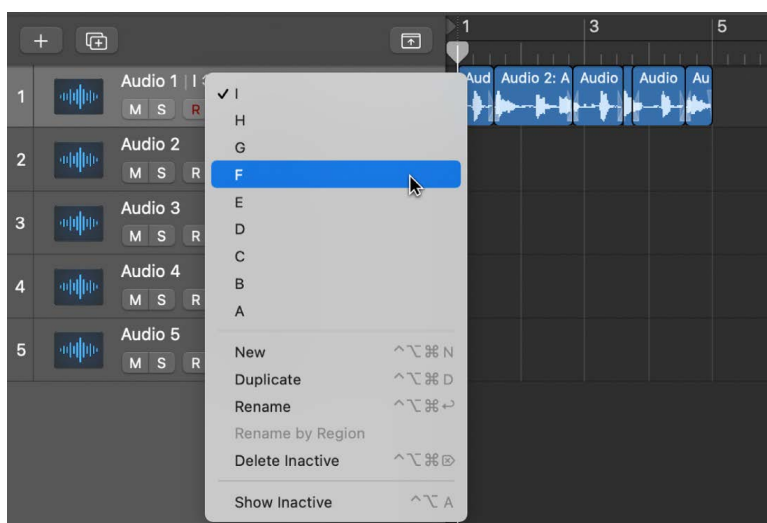 1 3 5
1 Audio 1 I
M S R
Aud Audio 2: A Audio Audio Au
2 Audio 2
M S R
3 Audio 3
M S R
4 Audio 4
M S R
5 Audio 5
M S R
✓ I
H
G
F
E
D
C
B
A
New ^⌥⌘N
Duplicate ^⌥⌘D
Rename ^⌥⌘↩
Rename by Region
Delete Inactive ^⌥⌘⌦
Show Inactive ^⌥A